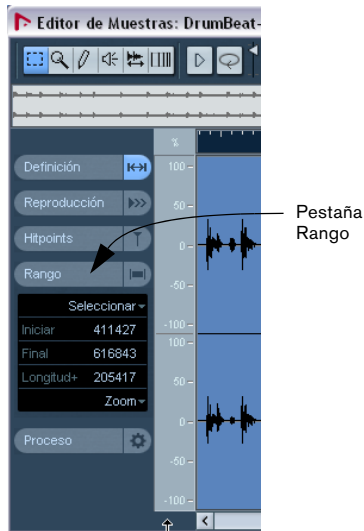 Editor de Muestras: DrumBeat-
%
Definición
100
Reproducción
50
Hitpoints
0
Rango
-50
Seleccionar
Iniciar 411427
-100
Final 616843
100
Longitud+ 205417
50
Zoom
0
Proceso
-50
-100
Pestaña
Rango